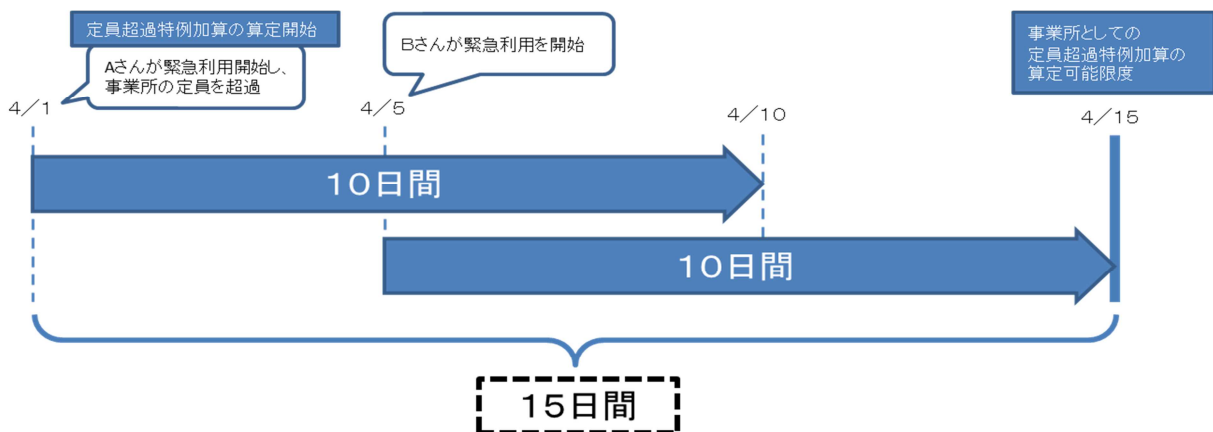 定員超過特例加算の算定開始
Aさんが緊急利用開始し、
事業所の定員を超過
Bさんが緊急利用を開始
事業所としての
定員超過特例加算の
算定可能限度
4/1
4/5
4/10
4/15
10日間
10日間
15日間